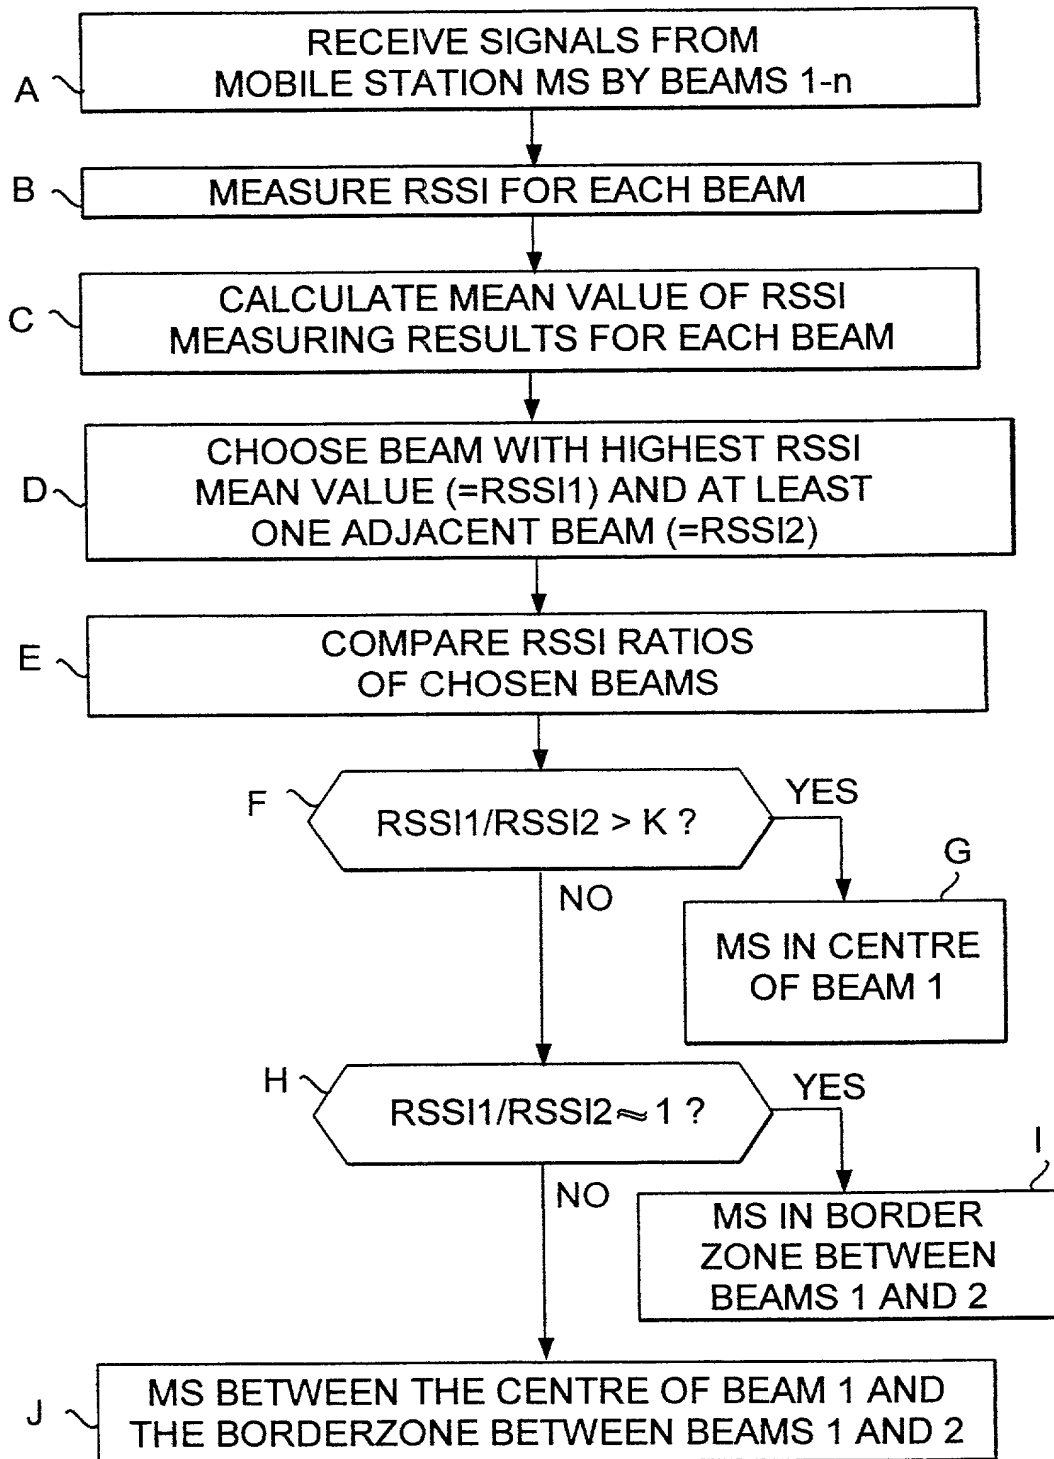 RECEIVE SIGNALS FROM
MOBILE STATION MS BY BEAMS 1-n
A
B
MEASURE RSSI FOR EACH BEAM
C
CALCULATE MEAN VALUE OF RSSI
MEASURING RESULTS FOR EACH BEAM
D
CHOOSE BEAM WITH HIGHEST RSSI
MEAN VALUE (=RSSI1) AND AT LEAST
ONE ADJACENT BEAM (=RSSI2)
E
COMPARE RSSI RATIOS
OF CHOSEN BEAMS
F
RSSI1/RSSI2 > K ?
YES
NO
G
MS IN CENTRE
OF BEAM 1
H
RSSI1/RSSI2 ≈ 1 ?
YES
NO
I
MS IN BORDER
ZONE BETWEEN
BEAMS 1 AND 2
J
MS BETWEEN THE CENTRE OF BEAM 1 AND
THE BORDERZONE BETWEEN BEAMS 1 AND 2